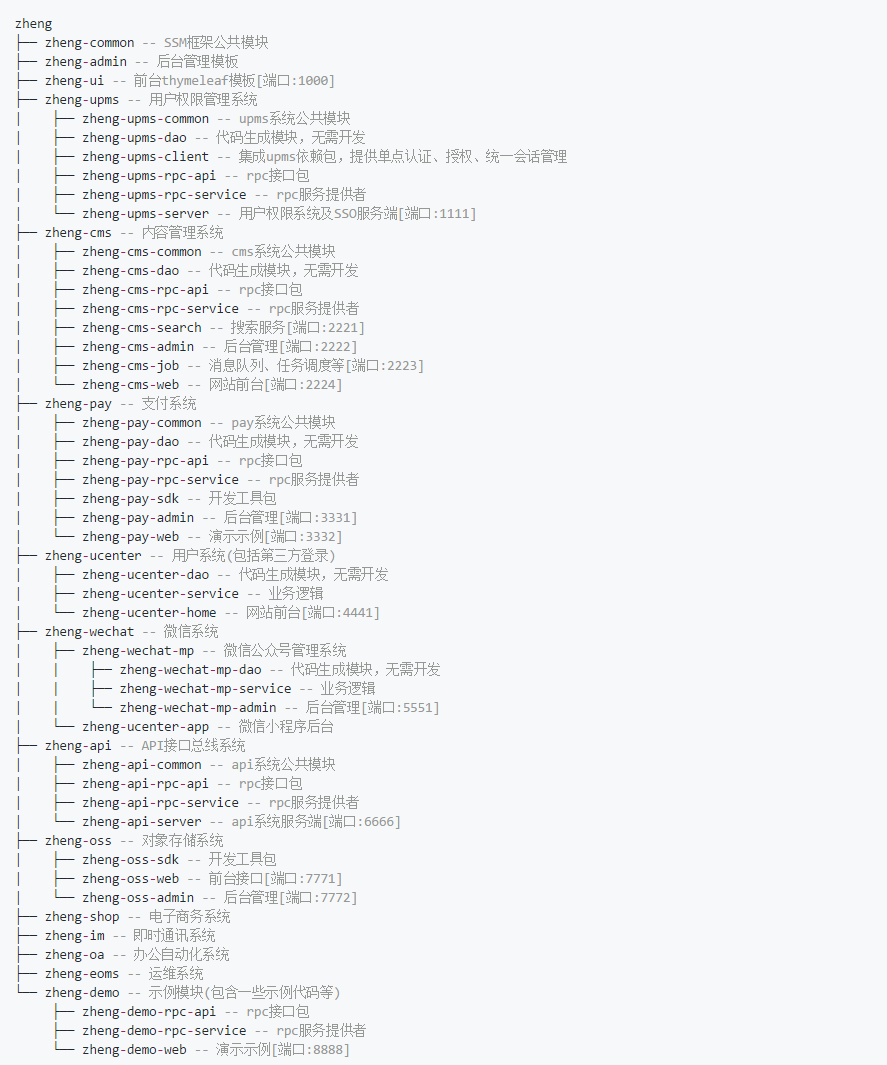 zheng
├── zheng-common -- SSM框架公共模块
├── zheng-admin -- 后台管理模板
├── zheng-ui -- 前台thymeleaf模板[端口:1000]
├── zheng-upms -- 用户权限管理系统
|    ├── zheng-upms-common -- upms系统公共模块
|    ├── zheng-upms-dao -- 代码生成模块，无需开发
|    ├── zheng-upms-client -- 集成upms依赖包，提供单点认证、授权、统一会话管理
|    ├── zheng-upms-rpc-api -- rpc接口包
|    ├── zheng-upms-rpc-service -- rpc服务提供者
|    └── zheng-upms-server -- 用户权限系统及SSO服务端[端口:1111]
├── zheng-cms -- 内容管理系统
|    ├── zheng-cms-common -- cms系统公共模块
|    ├── zheng-cms-dao -- 代码生成模块，无需开发
|    ├── zheng-cms-rpc-api -- rpc接口包
|    ├── zheng-cms-rpc-service -- rpc服务提供者
|    ├── zheng-cms-search -- 搜索服务[端口:2221]
|    ├── zheng-cms-admin -- 后台管理[端口:2222]
|    ├── zheng-cms-job -- 消息队列、任务调度等[端口:2223]
|    └── zheng-cms-web -- 网站前台[端口:2224]
├── zheng-pay -- 支付系统
|    ├── zheng-pay-common -- pay系统公共模块
|    ├── zheng-pay-dao -- 代码生成模块，无需开发
|    ├── zheng-pay-rpc-api -- rpc接口包
|    ├── zheng-pay-rpc-service -- rpc服务提供者
|    ├── zheng-pay-sdk -- 开发工具包
|    ├── zheng-pay-admin -- 后台管理[端口:3331]
|    └── zheng-pay-web -- 演示示例[端口:3332]
├── zheng-ucenter -- 用户系统(包括第三方登录)
|    ├── zheng-ucenter-dao -- 代码生成模块，无需开发
|    ├── zheng-ucenter-service -- 业务逻辑
|    └── zheng-ucenter-home -- 网站前台[端口:4441]
├── zheng-wechat -- 微信系统
|    ├── zheng-wechat-mp -- 微信公众号管理系统
|    |    ├── zheng-wechat-mp-dao -- 代码生成模块，无需开发
|    |    ├── zheng-wechat-mp-service -- 业务逻辑
|    |    └── zheng-wechat-mp-admin -- 后台管理[端口:5551]
|    └── zheng-ucenter-app -- 微信小程序后台
├── zheng-api -- API接口总线系统
|    ├── zheng-api-common -- api系统公共模块
|    ├── zheng-api-rpc-api -- rpc接口包
|    ├── zheng-api-rpc-service -- rpc服务提供者
|    └── zheng-api-server -- api系统服务端[端口:6666]
├── zheng-oss -- 对象存储系统
|    ├── zheng-oss-sdk -- 开发工具包
|    ├── zheng-oss-web -- 前台接口[端口:7771]
|    └── zheng-oss-admin -- 后台管理[端口:7772]
├── zheng-shop -- 电子商务系统
├── zheng-im -- 即时通讯系统
├── zheng-oa -- 办公自动化系统
├── zheng-eoms -- 运维系统
└── zheng-demo -- 示例模块(包含一些示例代码等)
     ├── zheng-demo-rpc-api -- rpc接口包
     ├── zheng-demo-rpc-service -- rpc服务提供者
     └── zheng-demo-web -- 演示示例[端口:8888]